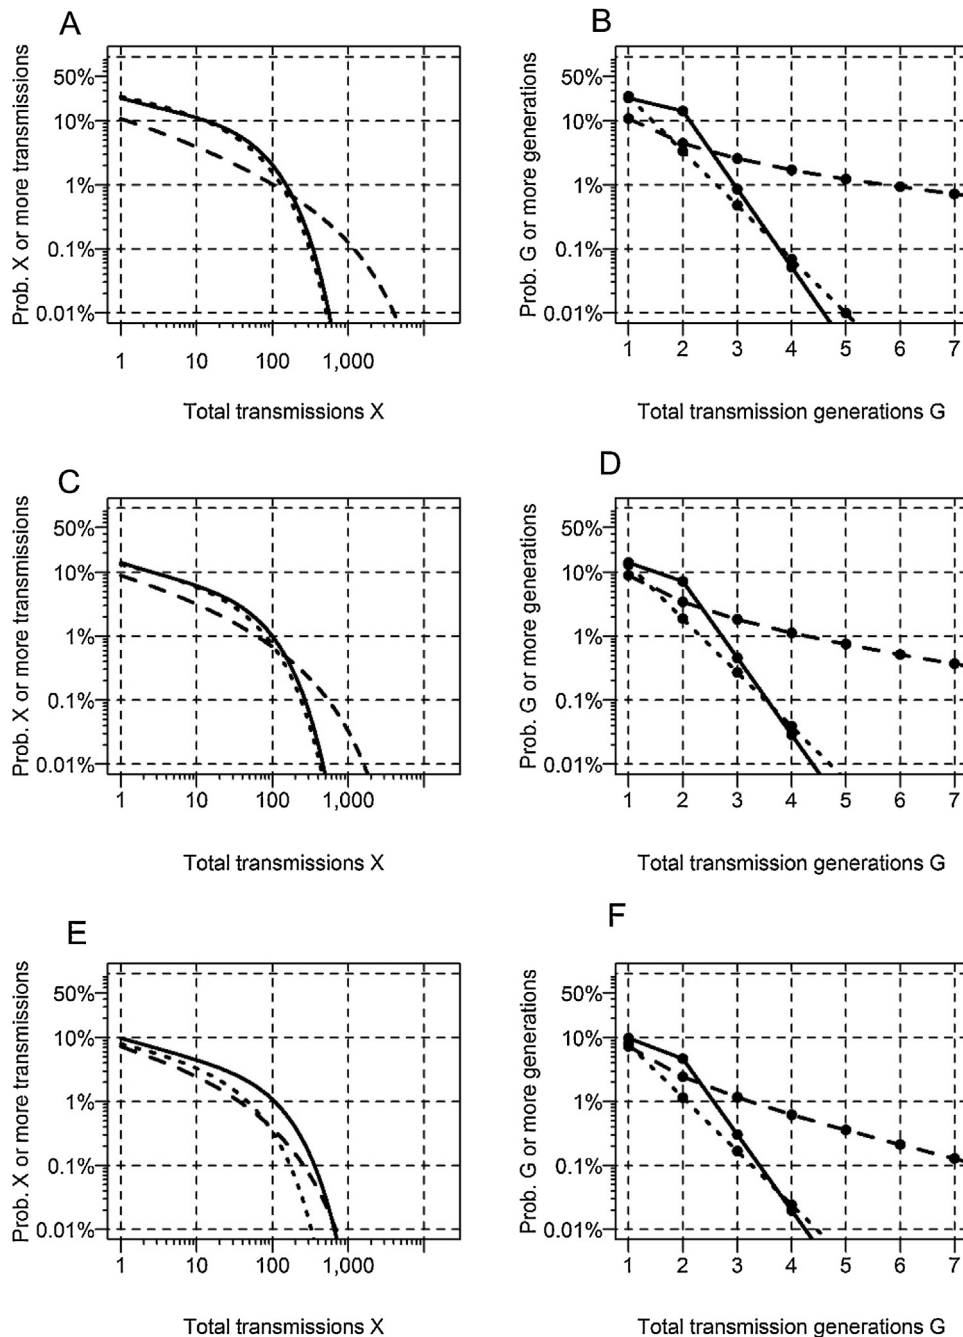 A
Prob. X or more transmissions
50%
10%
1%
0.1%
0.01%
1 10 100 1,000
Total transmissions X
B
Prob. G or more generations
50%
10%
1%
0.1%
0.01%
1 2 3 4 5 6 7
Total transmission generations G
C
Prob. X or more transmissions
50%
10%
1%
0.1%
0.01%
1 10 100 1,000
Total transmissions X
D
Prob. G or more generations
50%
10%
1%
0.1%
0.01%
1 2 3 4 5 6 7
Total transmission generations G
E
Prob. X or more transmissions
50%
10%
1%
0.1%
0.01%
1 10 100 1,000
Total transmissions X
F
Prob. G or more generations
50%
10%
1%
0.1%
0.01%
1 2 3 4 5 6 7
Total transmission generations G